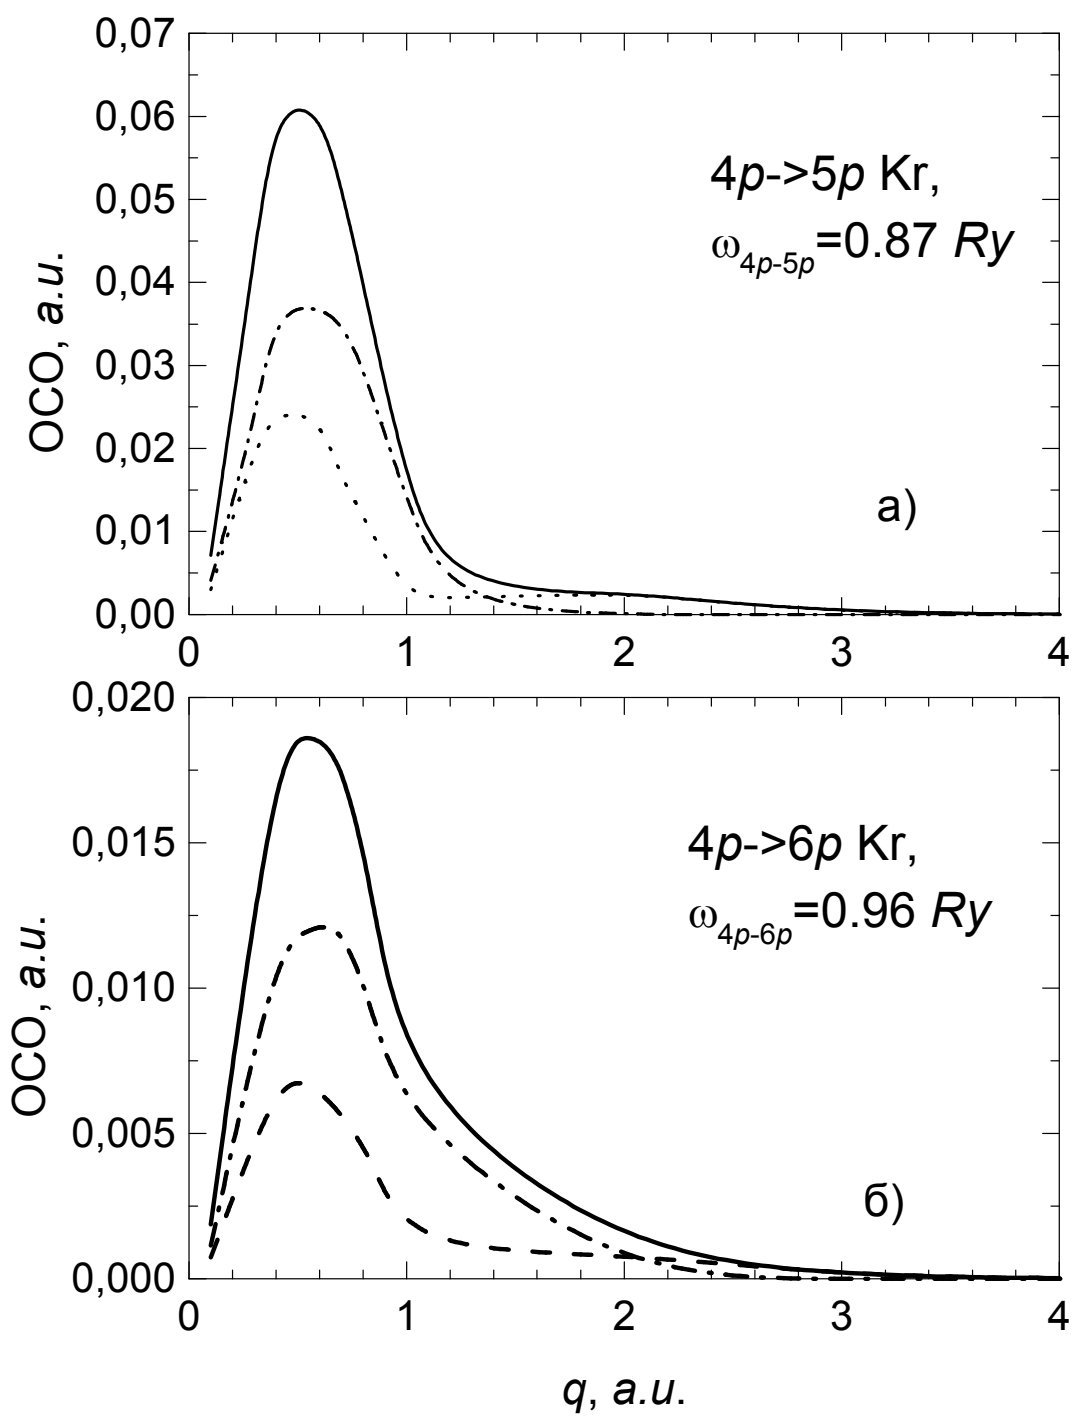 0,07
0,06
0,05
0,04
0,03
0,02
0,01
0,00
ОСО, a.u.
4p->5p Kr,
ω4p-5p=0.87 Ry
а)
0 1 2 3 4
0,020
0,015
0,010
0,005
0,000
ОСО, a.u.
4p->6p Kr,
ω4p-6p=0.96 Ry
б)
0 1 2 3 4
q, a.u.